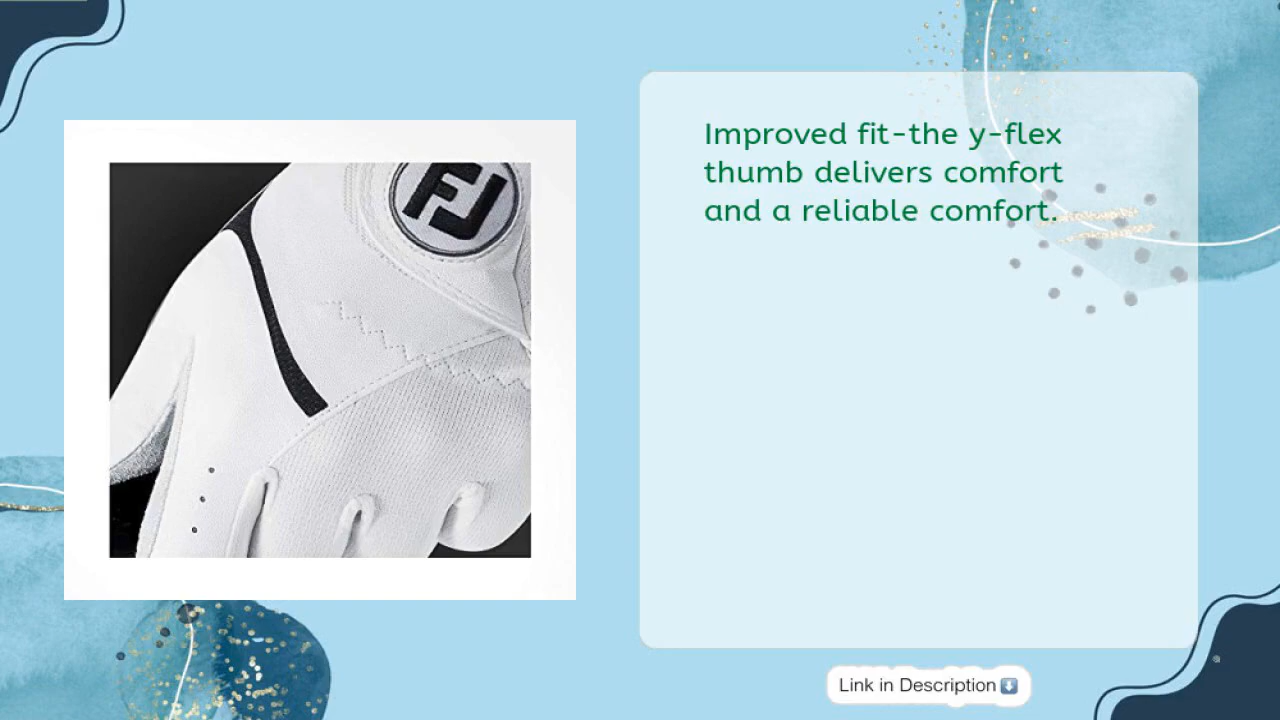 FJ
Improved fit-the y-flex
thumb delivers comfort
and a reliable comfort.
Link in Description⬇️